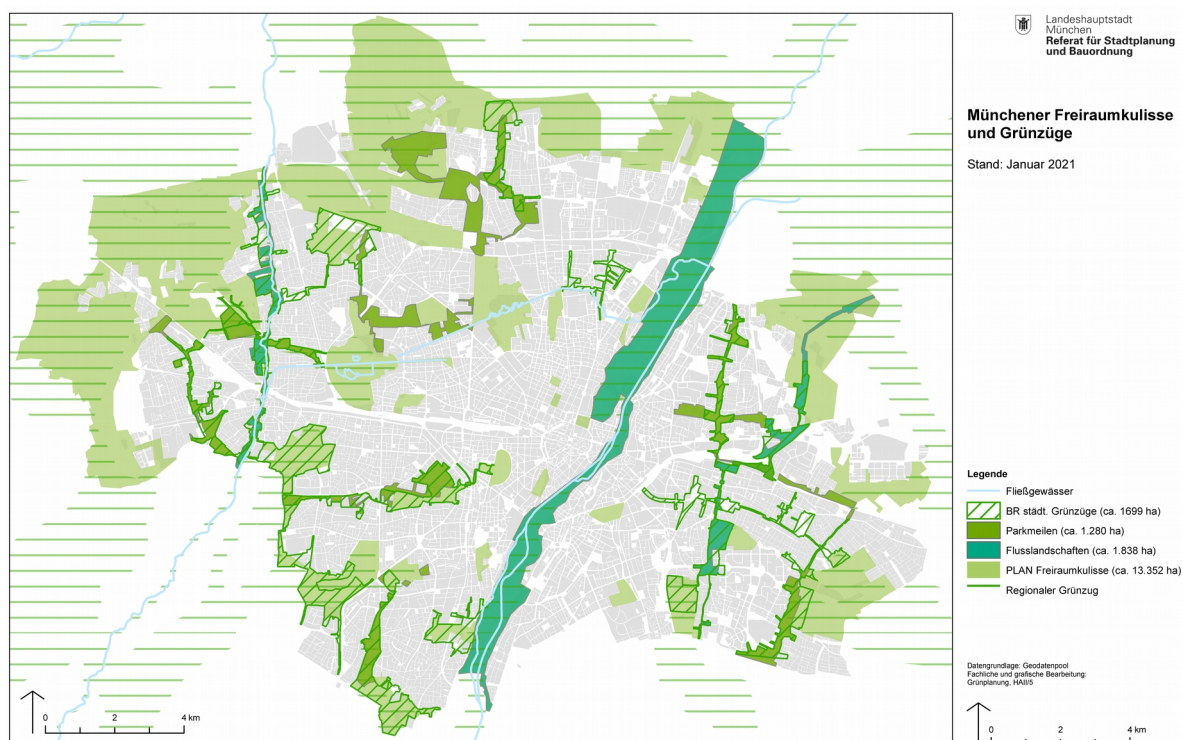 Landeshauptstadt
München
Referat für Stadtplanung
und Bauordnung
Münchener Freiraumkulisse
und Grünzüge
Stand: Januar 2021
Legende
Fließgewässer
BR städt. Grünzüge (ca. 1699 ha)
Parkmeilen (ca. 1.280 ha)
Flusslandschaften (ca. 1.838 ha)
PLAN Freiraumkulisse (ca. 13.352 ha)
Regionaler Grünzug
Datengrundlage: Geodatenpool
Fachliche und grafische Bearbeitung:
Grünplanung, HAII/5
0 2 4 km
0 2 4 km